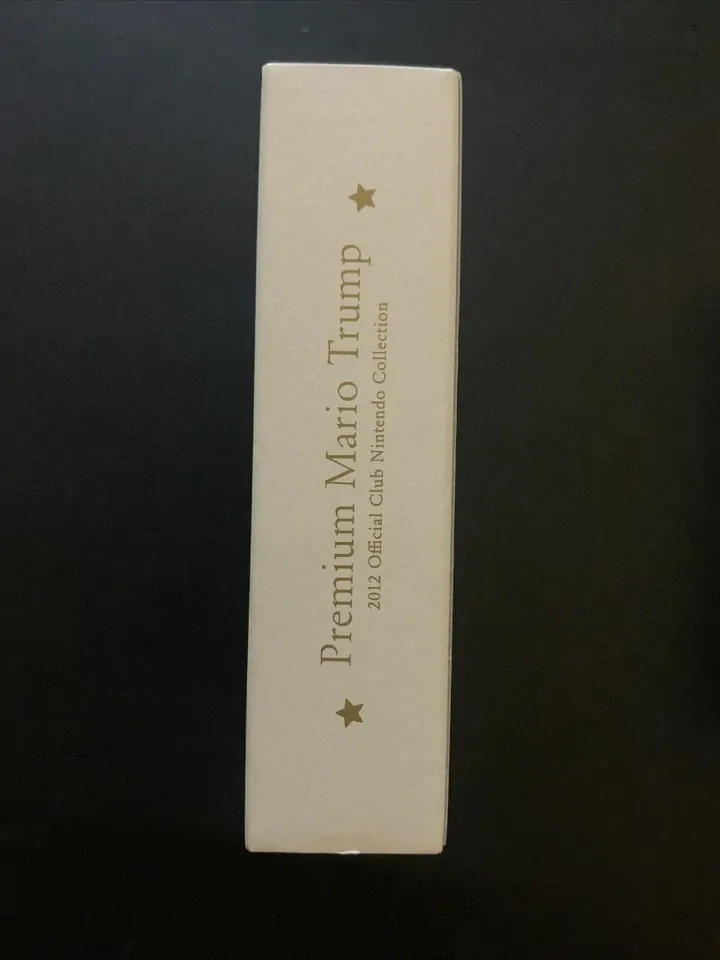 Premium Mario Trump
2012 Official Club Nintendo Collection